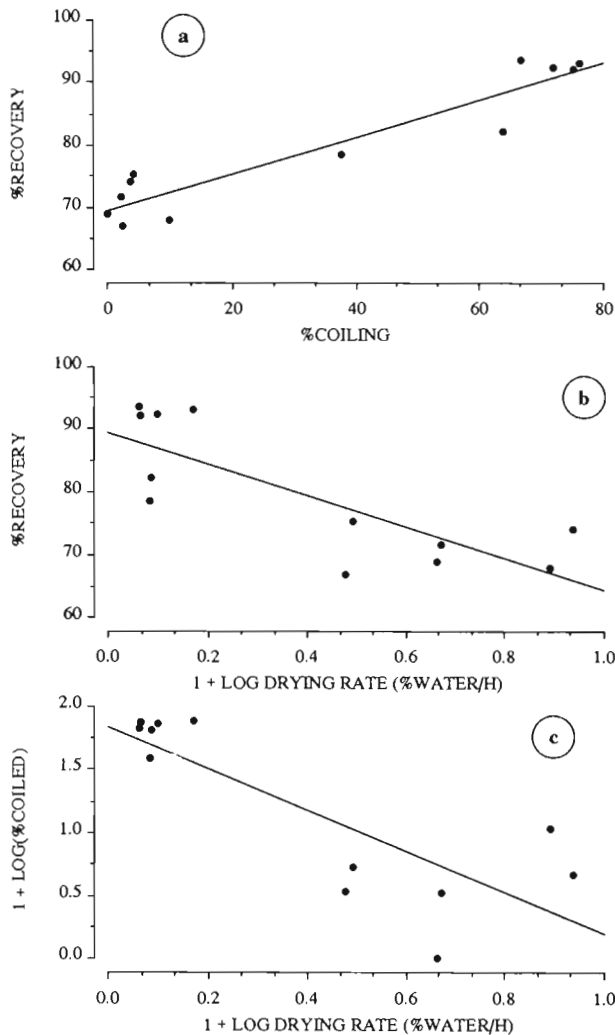 100
a
90
%RECOVERY
80
70
60
0 20 40 60 80
%COILING
100
b
90
%RECOVERY
80
70
60
0.0 0.2 0.4 0.6 0.8 1.0
1 + LOG DRYING RATE (%WATER/H)
2.0
c
1.5
1 + LOG(%COILED)
1.0
0.5
0.0
0.0 0.2 0.4 0.6 0.8 1.0
1 + LOG DRYING RATE (%WATER/H)